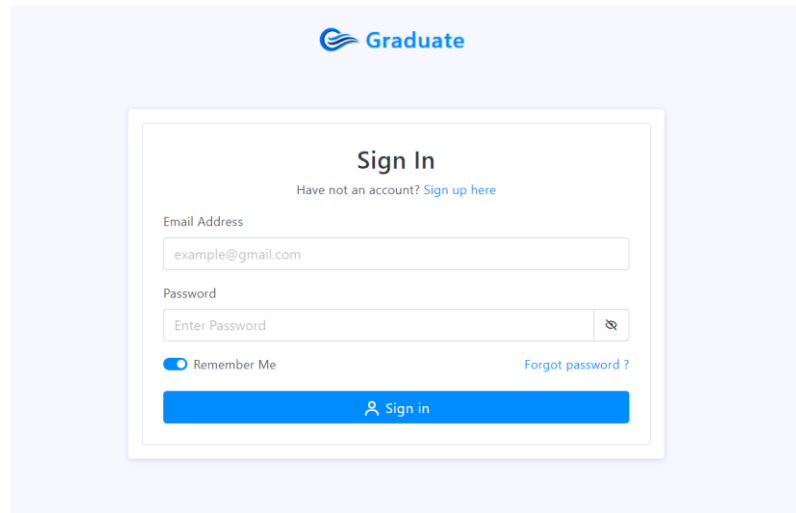 Graduate
Sign In
Have not an account? Sign up here
Email Address
example@gmail.com
Password
Enter Password
Remember Me Forgot password ?
Sign in